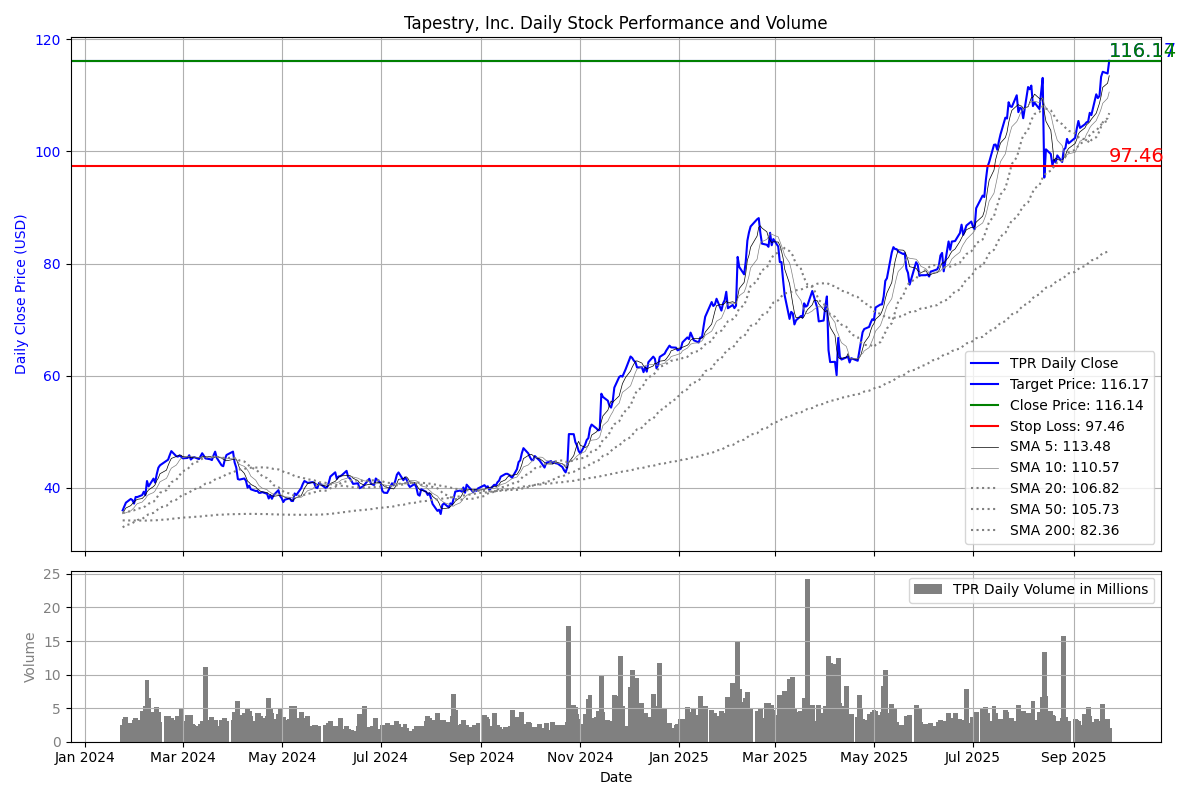 Tapestry, Inc. Daily Stock Performance and Volume
120
100
80
60
40
Daily Close Price (USD)
116.17
116.14
97.46
TPR Daily Close
Target Price: 116.17
Close Price: 116.14
Stop Loss: 97.46
SMA 5: 113.48
SMA 10: 110.57
SMA 20: 106.82
SMA 50: 105.73
SMA 200: 82.36
25
20
15
10
5
0
Volume
TPR Daily Volume in Millions
Jan 2024 Mar 2024 May 2024 Jul 2024 Sep 2024 Nov 2024 Jan 2025 Mar 2025 May 2025 Jul 2025 Sep 2025
Date